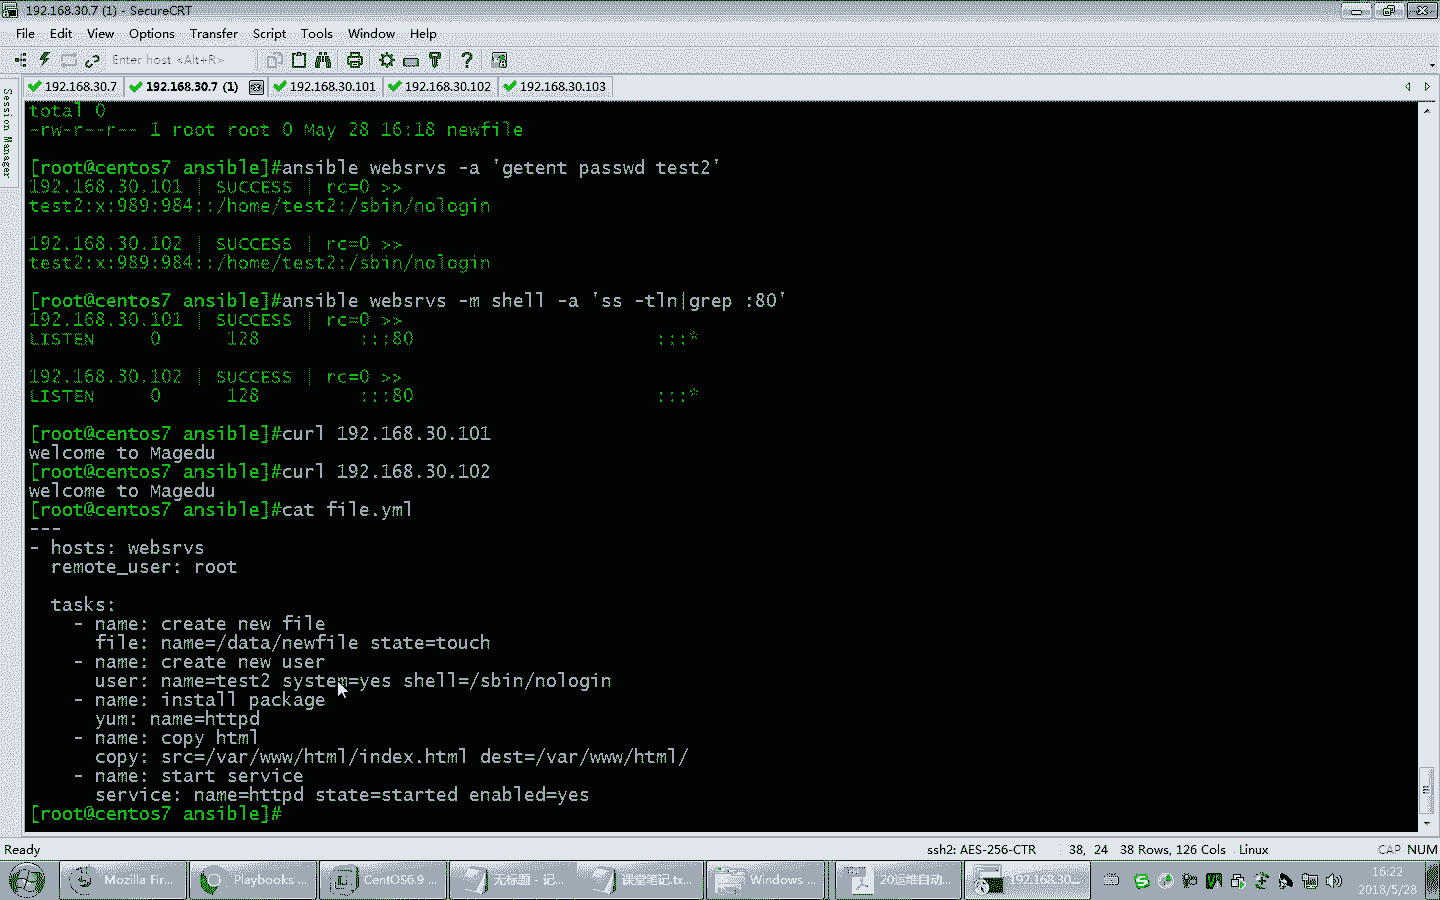 192.168.30.7 (1) - SecureCRT
File Edit View Options Transfer Script Tools Window Help
Enter host <Alt+R>
192.168.30.7 192.168.30.7 (1) 192.168.30.101 192.168.30.102 192.168.30.103
Session Manager
total 0
-rw-r--r-- 1 root root 0 May 28 16:18 newfile
[root@centos7 ansible]#ansible websrvs -a 'getent passwd test2'
192.168.30.101 | SUCCESS | rc=0 >>
test2:x:989:984::/home/test2:/sbin/nologin
192.168.30.102 | SUCCESS | rc=0 >>
test2:x:989:984::/home/test2:/sbin/nologin
[root@centos7 ansible]#ansible websrvs -m shell -a 'ss -tln|grep :80'
192.168.30.101 | SUCCESS | rc=0 >>
LISTEN     0      128         :::80                      :::*
192.168.30.102 | SUCCESS | rc=0 >>
LISTEN     0      128         :::80                      :::*
[root@centos7 ansible]#curl 192.168.30.101
welcome to Magedu
[root@centos7 ansible]#curl 192.168.30.102
welcome to Magedu
[root@centos7 ansible]#cat file.yml
---
- hosts: websrvs
  remote_user: root
  tasks:
    - name: create new file
      file: name=/data/newfile state=touch
    - name: create new user
      user: name=test2 system=yes shell=/sbin/nologin
    - name: install package
      yum: name=httpd
    - name: copy html
      copy: src=/var/www/html/index.html dest=/var/www/html/
    - name: start service
      service: name=httpd state=started enabled=yes
[root@centos7 ansible]#
Ready ssh2: AES-256-CTR 38, 24 38 Rows, 126 Cols Linux CAP NUM
Mozilla Fir... Playbooks ... CentOS6.9 ... 无标题 - 记... 课堂笔记.tx... Windows ... 20运维自动... 192.168.30... 16:22
2018/5/28